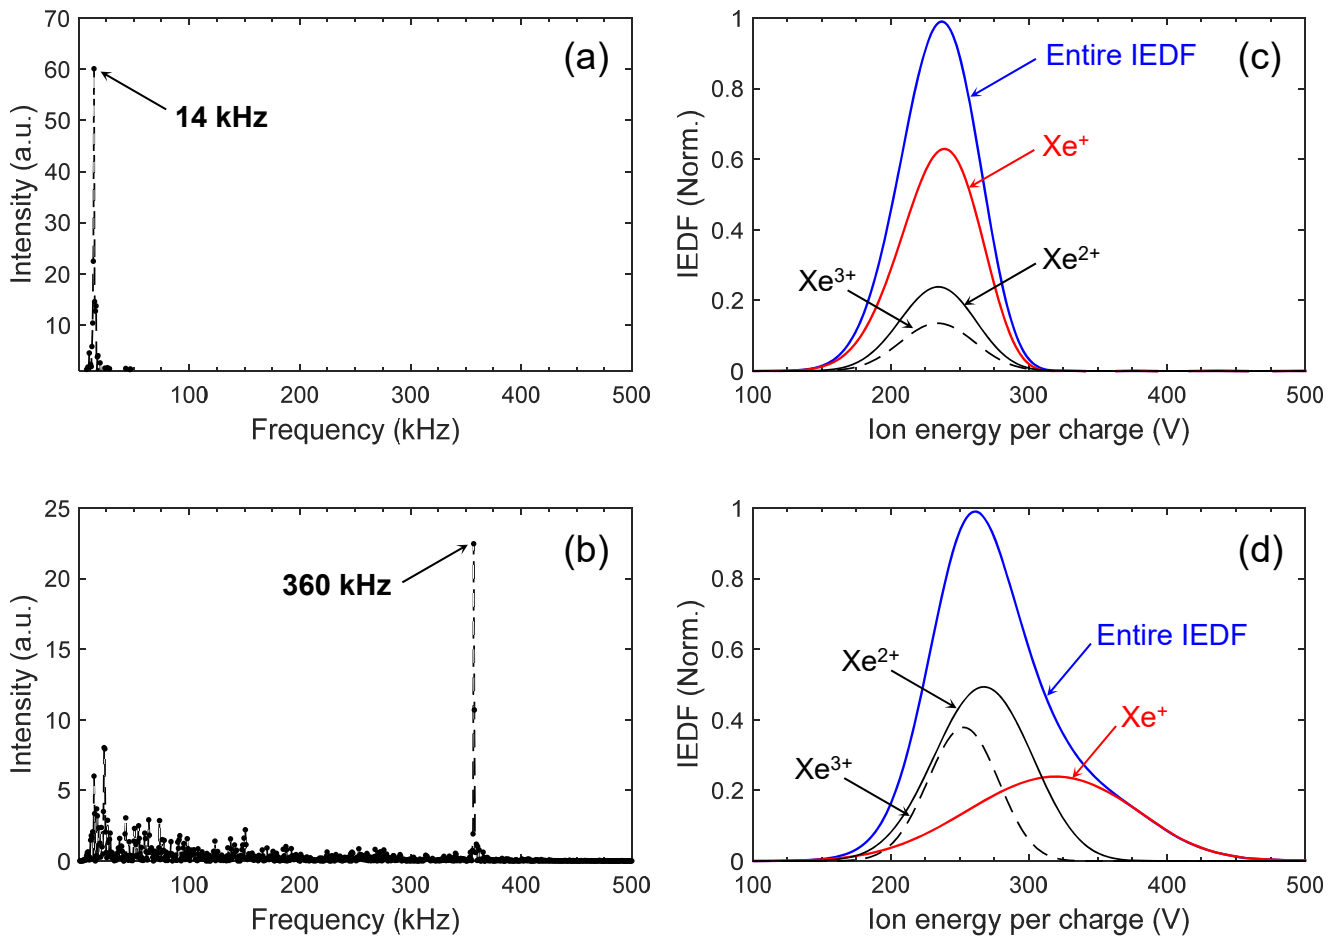 70
60
50
40
30
20
10
Intensity (a.u.)
14 kHz
(a)
100
200
300
400
500
Frequency (kHz)
1
0.8
0.6
0.4
0.2
0
IEDF (Norm.)
Entire IEDF
(c)
Xe+
Xe2+
Xe3+
100
200
300
400
500
Ion energy per charge (V)
25
20
15
10
5
0
Intensity (a.u.)
360 kHz
(b)
100
200
300
400
500
Frequency (kHz)
1
0.8
0.6
0.4
0.2
0
IEDF (Norm.)
(d)
Entire IEDF
Xe2+
Xe+
Xe3+
100
200
300
400
500
Ion energy per charge (V)